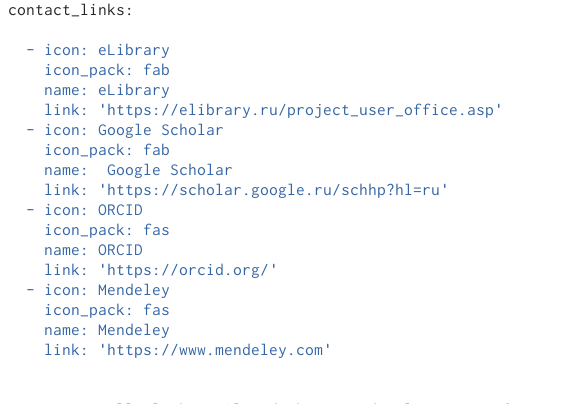 contact_links:
- icon: eLibrary
icon_pack: fab
name: eLibrary
link: 'https://elibrary.ru/project_user_office.asp'
- icon: Google Scholar
icon_pack: fab
name:  Google Scholar
link: 'https://scholar.google.ru/schhp?hl=ru'
- icon: ORCID
icon_pack: fas
name: ORCID
link: 'https://orcid.org/'
- icon: Mendeley
icon_pack: fas
name: Mendeley
link: 'https://www.mendeley.com'